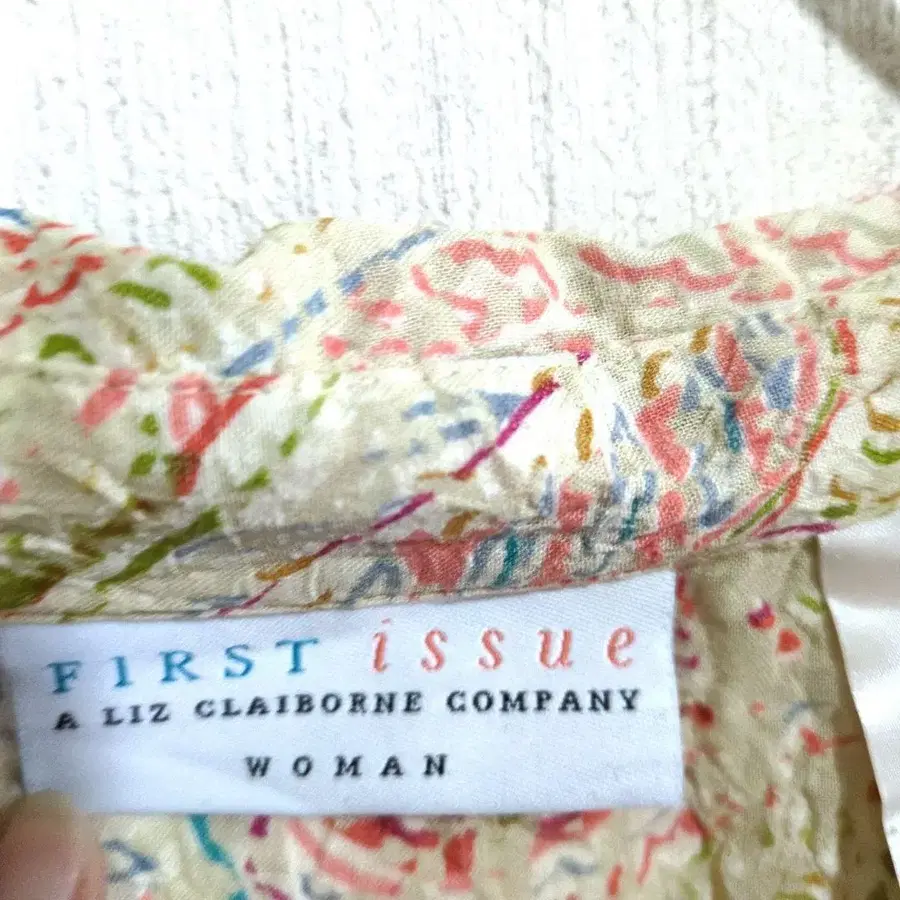 FIRST issue
A LIZ CLAIBORNE COMPANY
WOMAN